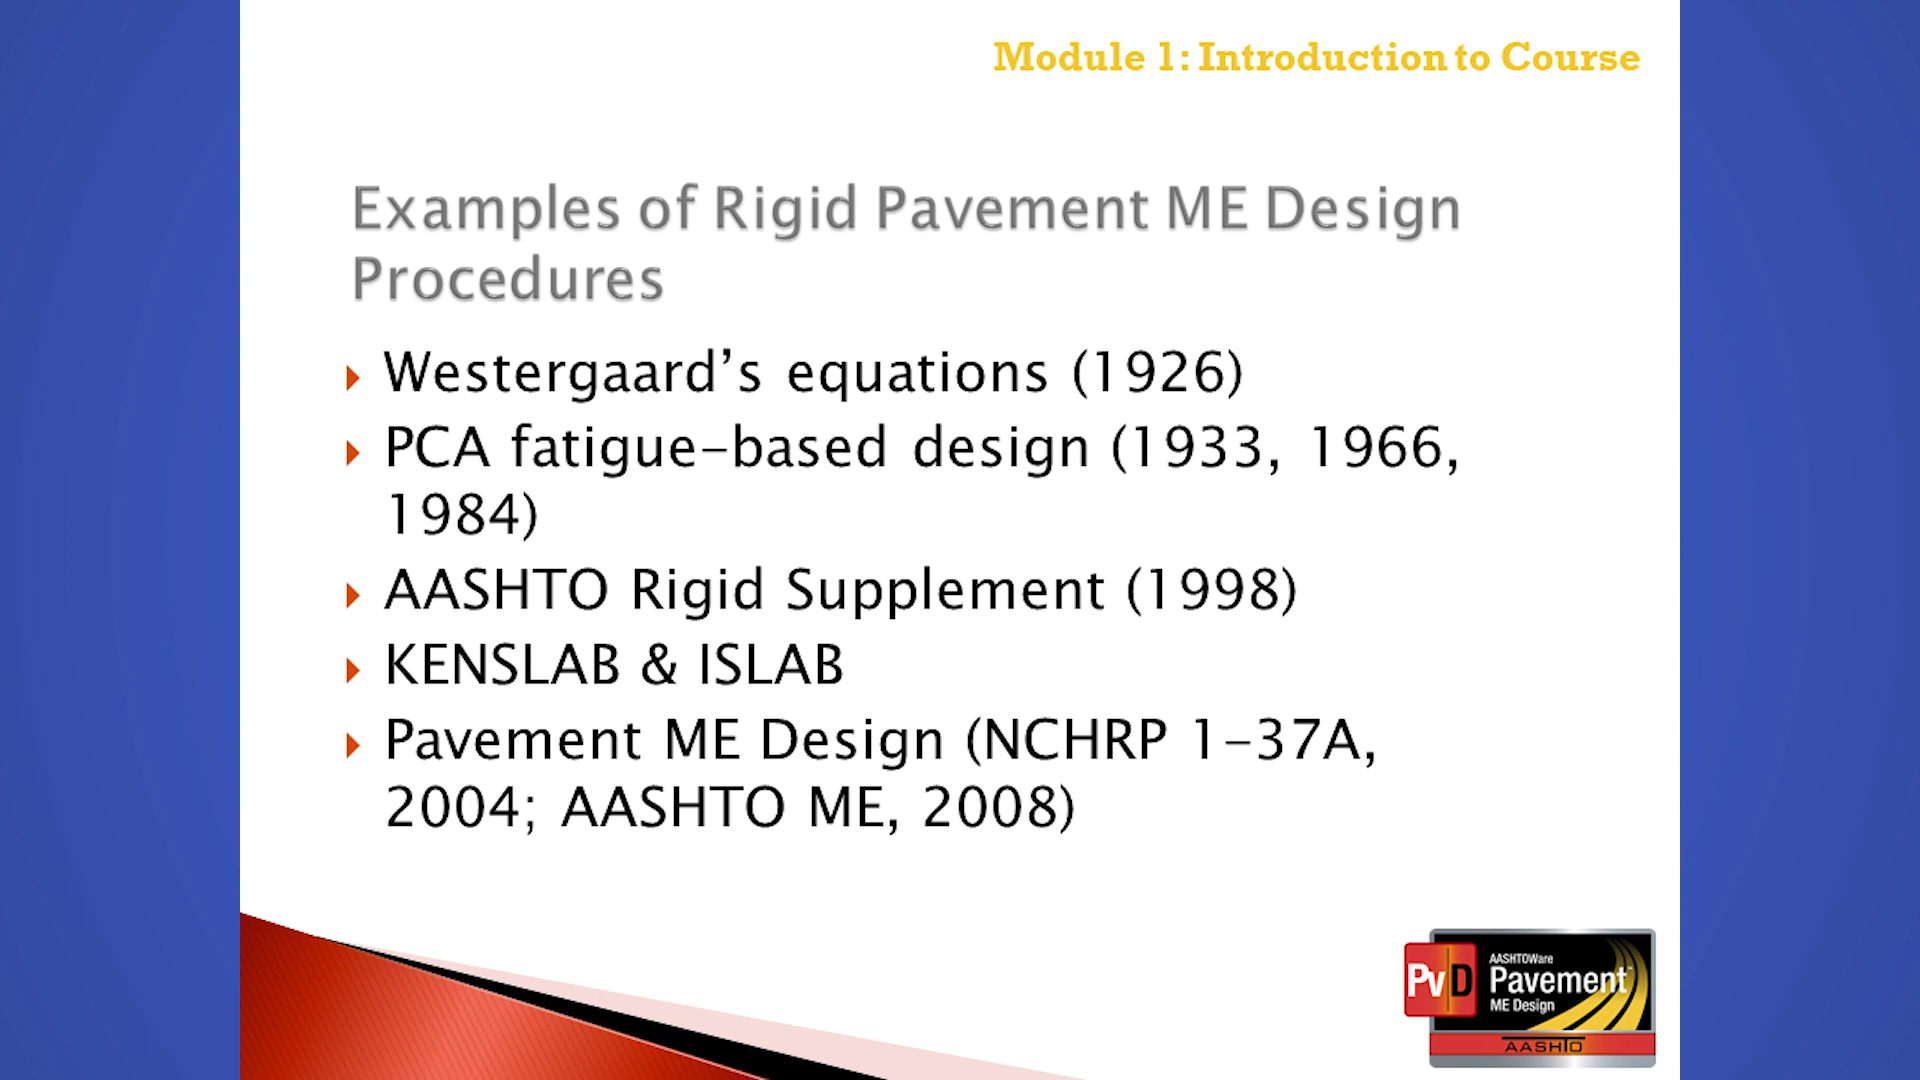 Module 1: Introduction to Course
Examples of Rigid Pavement ME Design
Procedures
Westergaard’s equations (1926)
PCA fatigue-based design (1933, 1966,
1984)
AASHTO Rigid Supplement (1998)
KENSLAB & ISLAB
Pavement ME Design (NCHRP 1-37A,
2004; AASHTO ME, 2008)
PvD
AASHTOWare
Pavement™
ME Design
AASHTO